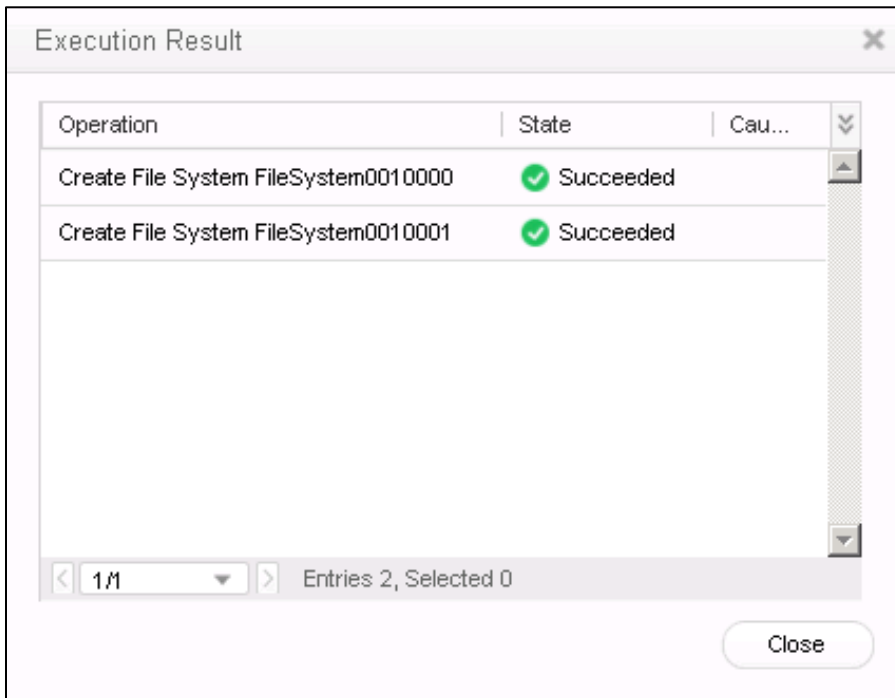 Execution Result
Operation State Cau...
Create File System FileSystem0010000 Succeeded
Create File System FileSystem0010001 Succeeded
1/1 Entries 2, Selected 0
Close